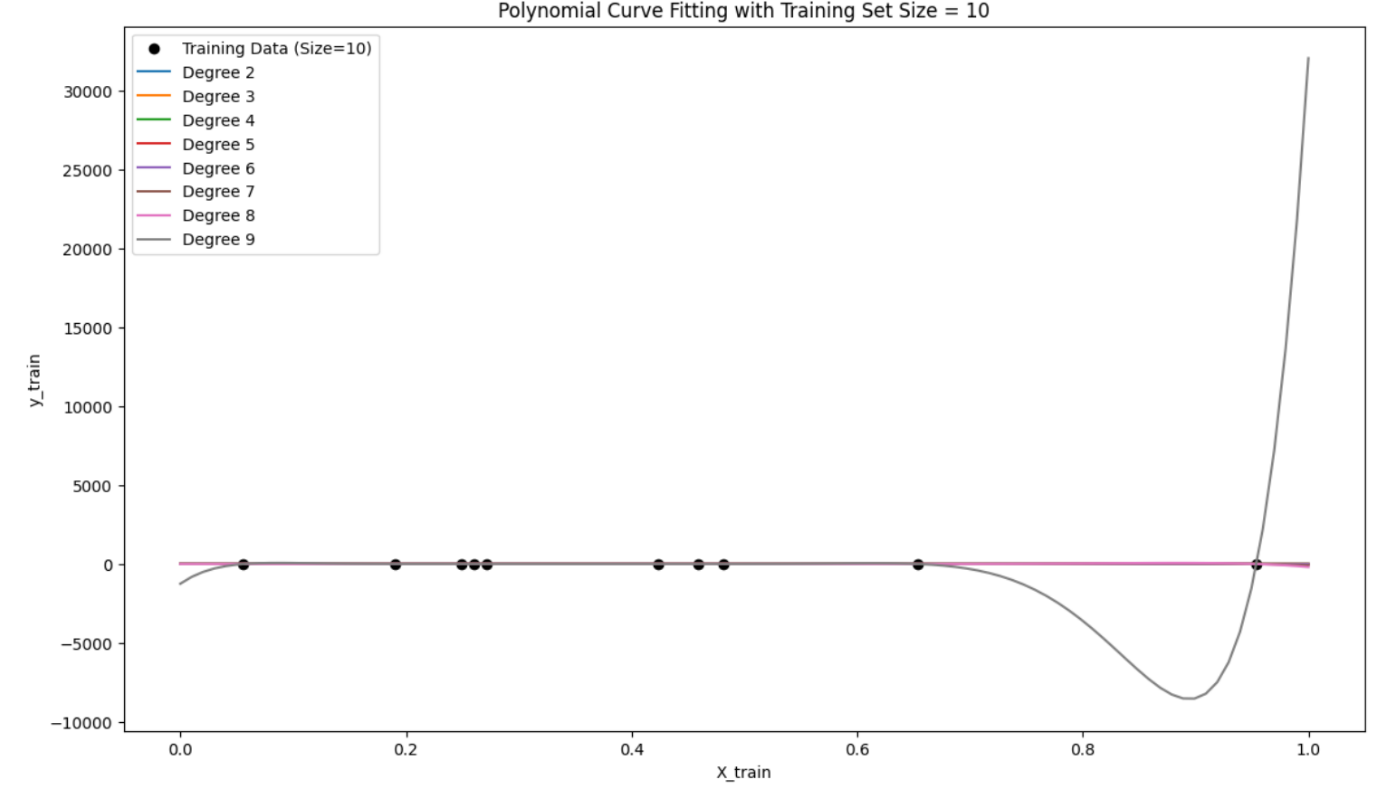 Polynomial Curve Fitting with Training Set Size = 10
Training Data (Size=10)
Degree 2
Degree 3
Degree 4
Degree 5
Degree 6
Degree 7
Degree 8
Degree 9
30000
25000
20000
15000
10000
5000
0
−5000
−10000
y_train
0.0 0.2 0.4 0.6 0.8 1.0
X_train